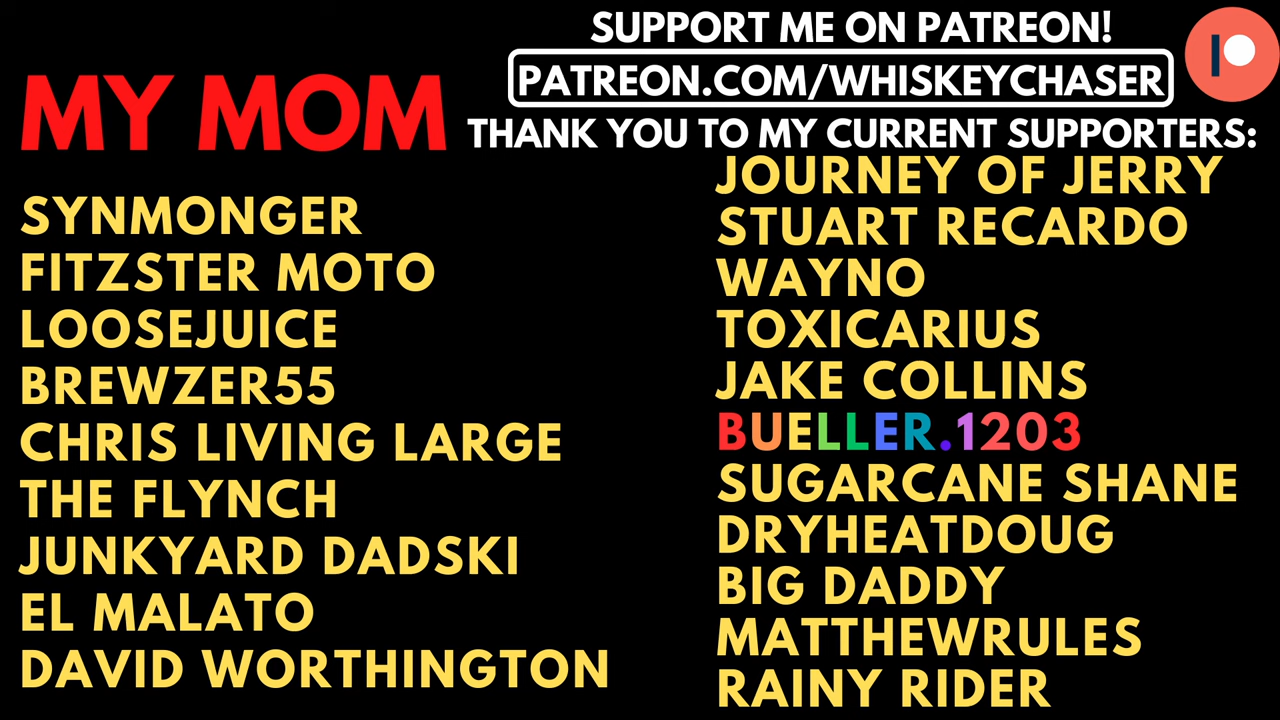 SUPPORT ME ON PATREON!
PATREON.COM/WHISKEYCHASER
THANK YOU TO MY CURRENT SUPPORTERS:
MY MOM
SYNMONGER
FITZSTER MOTO
LOOSEJUICE
BREWZER55
CHRIS LIVING LARGE
THE FLYNCH
JUNKYARD DADSKI
EL MALATO
DAVID WORTHINGTON
JOURNEY OF JERRY
STUART RECARDO
WAYNO
TOXICARIUS
JAKE COLLINS
BUELLER.1203
SUGARCANE SHANE
DRYHEATDOUG
BIG DADDY
MATTHEWRULES
RAINY RIDER